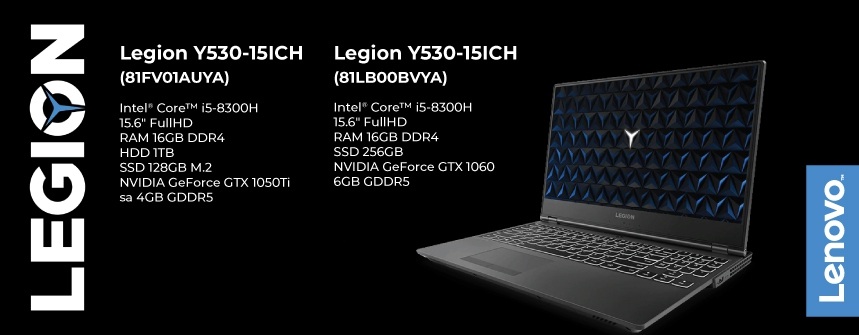 LEGION
Legion Y530-15ICH
(81FV01AUYA)
Intel® Core™ i5-8300H
15.6" FullHD
RAM 16GB DDR4
HDD 1TB
SSD 128GB M.2
NVIDIA GeForce GTX 1050Ti
sa 4GB GDDR5
Legion Y530-15ICH
(81LB00BVYA)
Intel® Core™ i5-8300H
15.6" FullHD
RAM 16GB DDR4
SSD 256GB
NVIDIA GeForce GTX 1060
6GB GDDR5
LEGION
Lenovo™